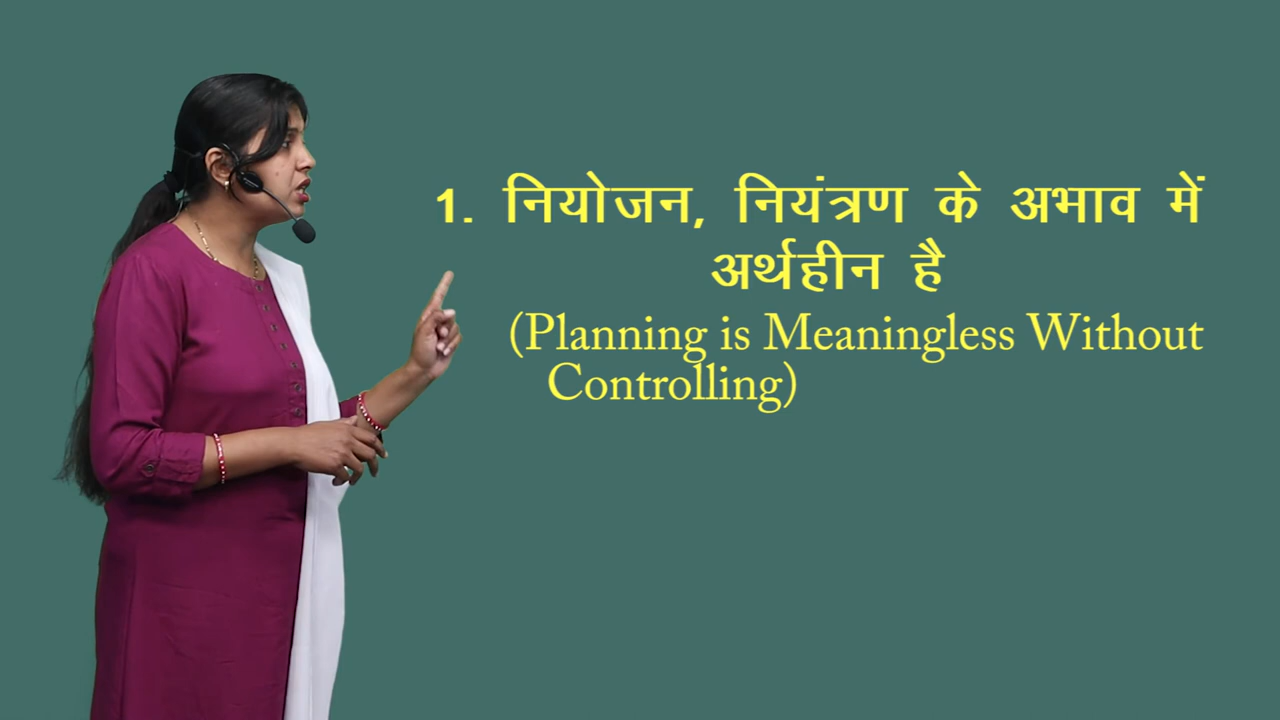 1. नियोजन, नियंत्रण के अभाव में
अर्थहीन है
(Planning is Meaningless Without
Controlling)